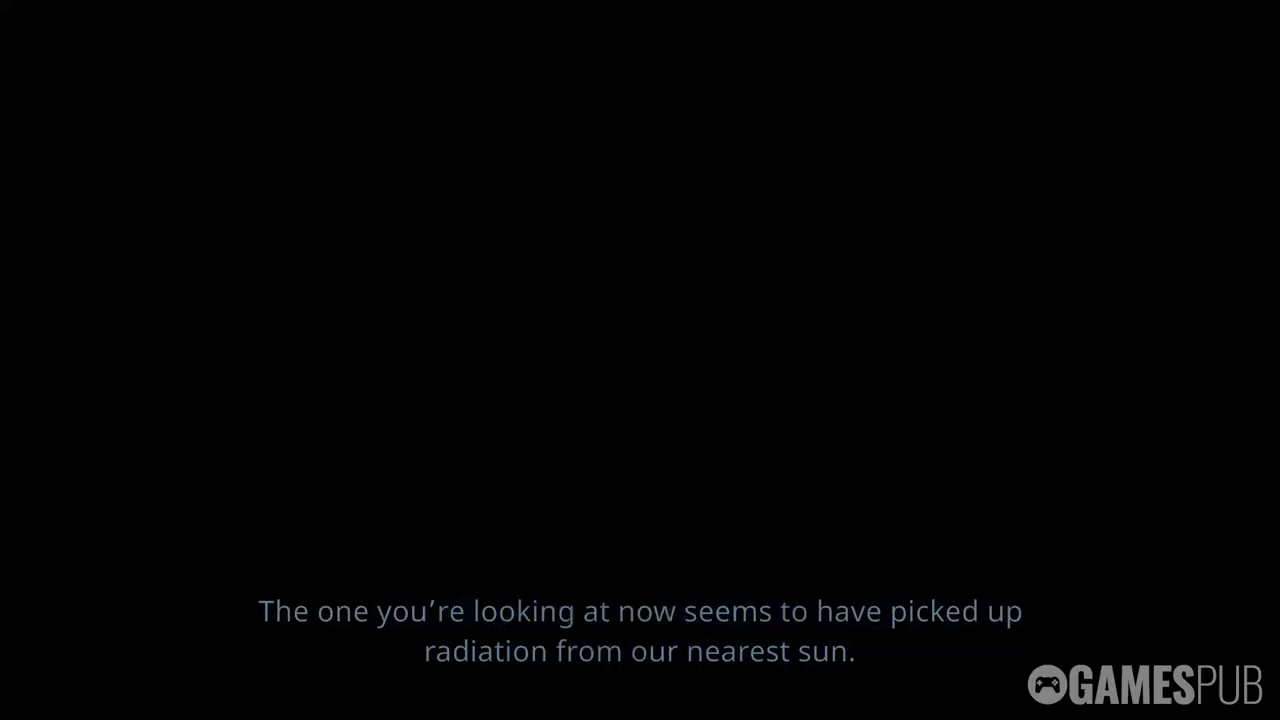 The one you’re looking at now seems to have picked up
radiation from our nearest sun.
GAMESPUB